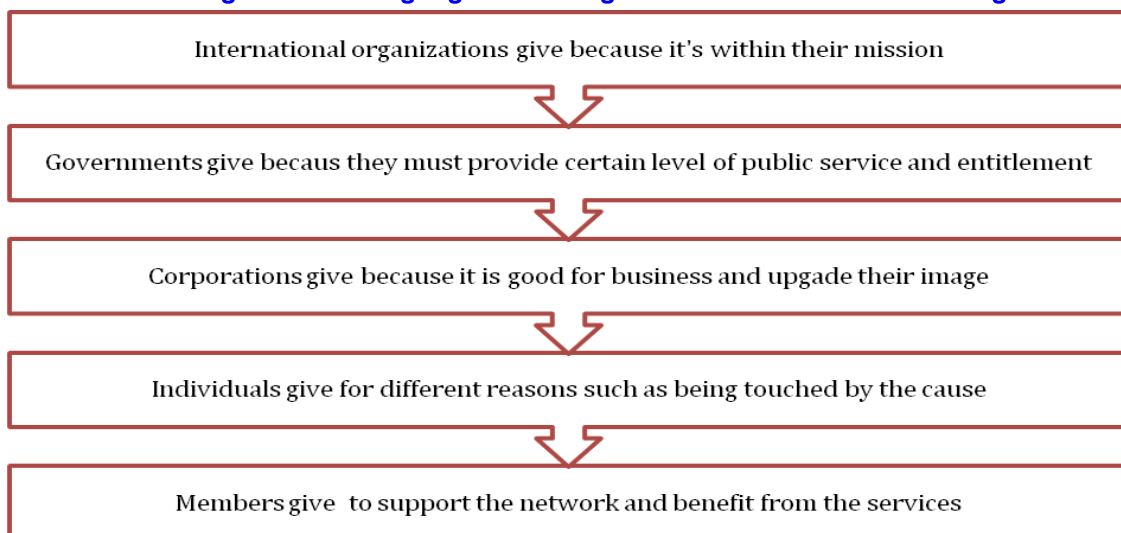 International organizations give because it's within their mission
Governments give becaus they must provide certain level of public service and entitlement
Corporations give because it is good for business and upgade their image
Individuals give for different reasons such as being touched by the cause
Members give to support the network and benefit from the services